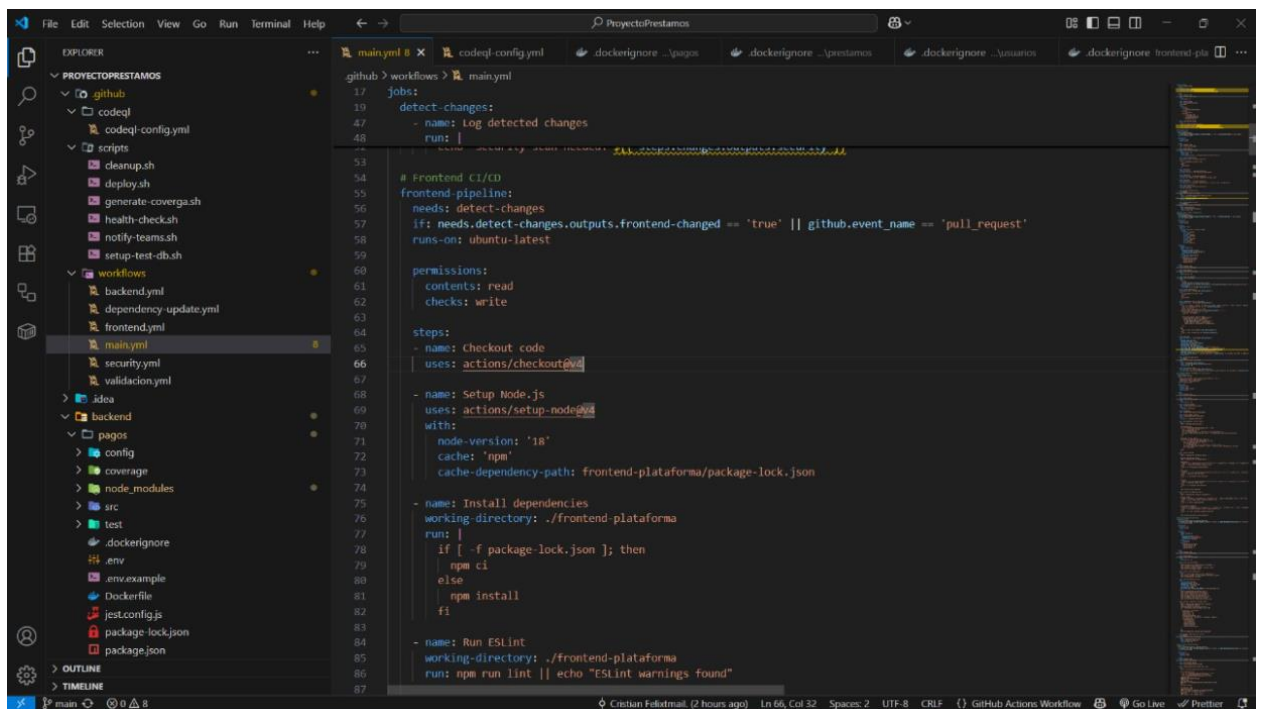 File Edit Selection View Go Run Terminal Help
ProyectoPrestamos
EXPLORER
PROYECTOPRESTAMOS
.github
codeql
codeql-config.yml
scripts
cleanup.sh
deploy.sh
generate-coverga.sh
health-check.sh
notify-teams.sh
setup-test-db.sh
workflows
backend.yml
dependency-update.yml
frontend.yml
main.yml 8
security.yml
validacion.yml
.idea
backend
pagos
config
coverage
node_modules
src
test
.dockerignore
.env
.env.example
Dockerfile
jest.config.js
package-lock.json
package.json
OUTLINE
TIMELINE
main.yml 8 codeql-config.yml .dockerignore ...\pagos .dockerignore ...\prestamos .dockerignore ...\usuarios .dockerignore frontend-pla
.github > workflows > main.yml
17 jobs:
19 detect-changes:
47 - name: Log detected changes
48 run: |
echo "Security scan needed: ${{ steps.changes.outputs.security }}
53
54 # Frontend CI/CD
55 frontend-pipeline:
56 needs: detect-changes
57 if: needs.detect-changes.outputs.frontend-changed == 'true' || github.event_name == 'pull_request'
58 runs-on: ubuntu-latest
59
60 permissions:
61 contents: read
62 checks: write
63
64 steps:
65 - name: Checkout code
66 uses: actions/checkout@v4
67
68 - name: Setup Node.js
69 uses: actions/setup-node@v4
70 with:
71 node-version: '18'
72 cache: 'npm'
73 cache-dependency-path: frontend-plataforma/package-lock.json
74
75 - name: Install dependencies
76 working-directory: ./frontend-plataforma
77 run: |
78 if [ -f package-lock.json ]; then
79 npm ci
80 else
81 npm install
82 fi
83
84 - name: Run ESLint
85 working-directory: ./frontend-plataforma
86 run: npm run lint || echo "ESLint warnings found"
87
main 0 8 Cristian Felixtmail. (2 hours ago) Ln 66, Col 32 Spaces: 2 UTF-8 CRLF {} GitHub Actions Workflow Go Live Prettier